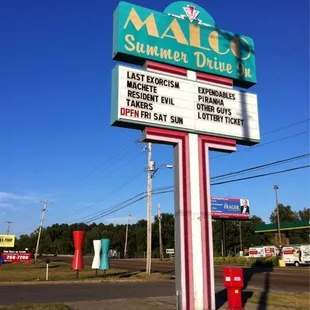 MALCO
Summer Drive In
LAST EXORCISM
MACHETE
RESIDENT EVIL
TAKERS
OPEN FRI SAT SUN
EXPENDABLES
PIRANHA
OTHER GUYS
LOTTERY TICKET